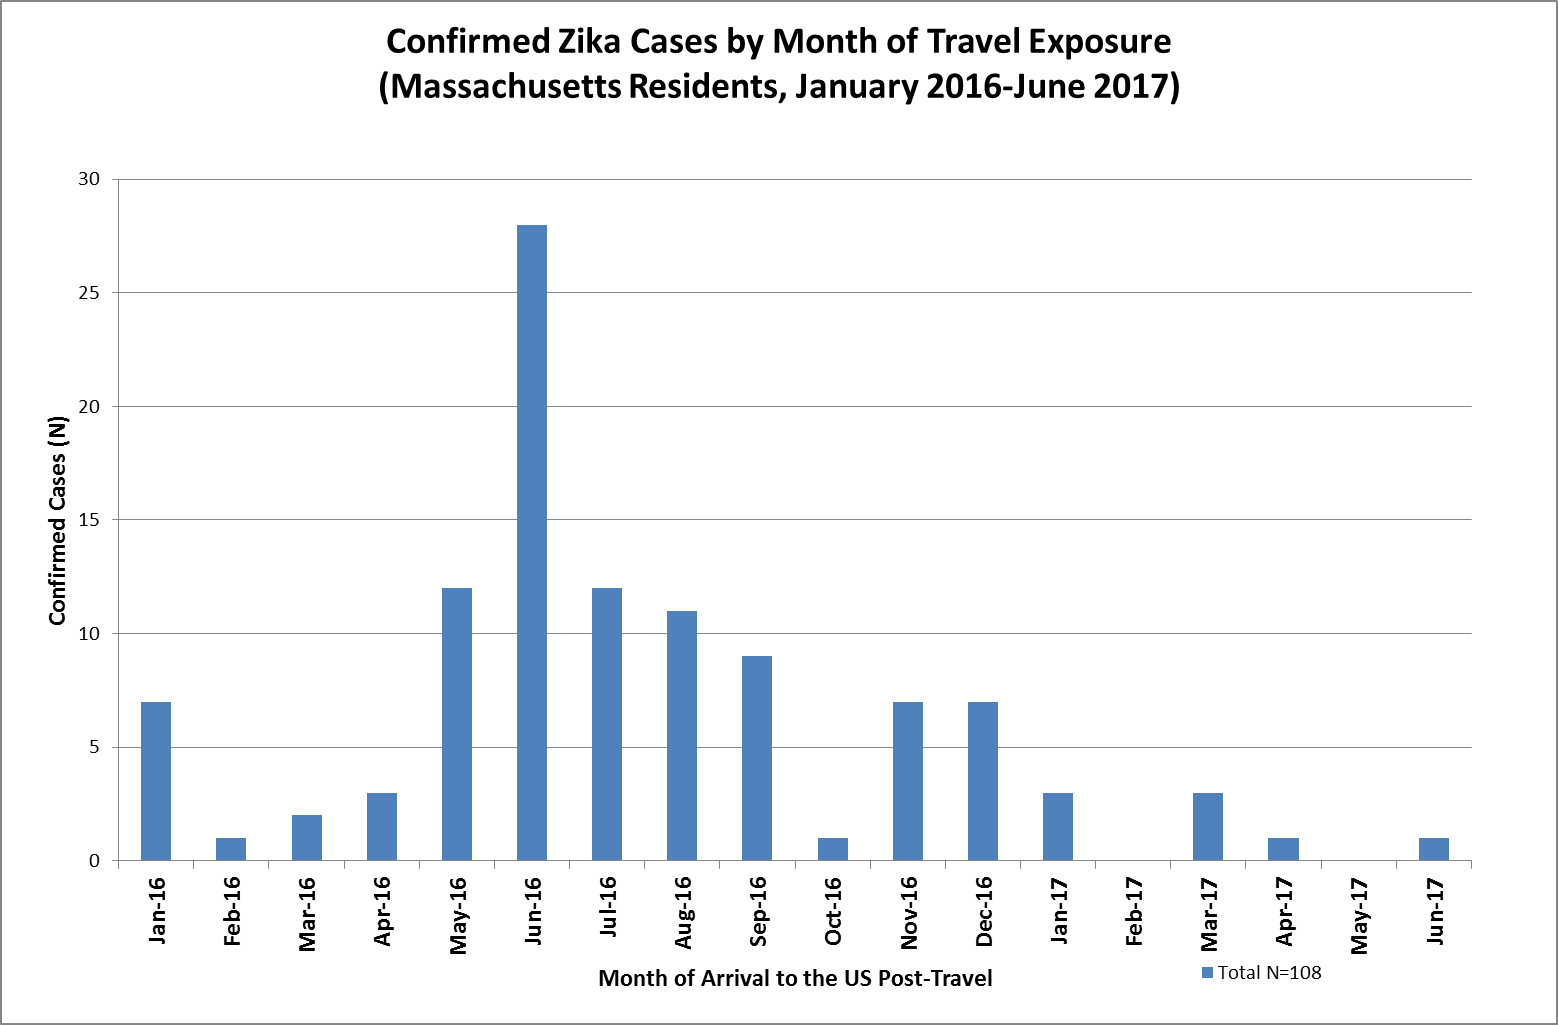 Confirmed Zika Cases by Month of Travel Exposure
(Massachusetts Residents, January 2016-June 2017)
30
25
20
15
10
5
0
Confirmed Cases (N)
Jan-16
Feb-16
Mar-16
Apr-16
May-16
Jun-16
Jul-16
Aug-16
Sep-16
Oct-16
Nov-16
Dec-16
Jan-17
Feb-17
Mar-17
Apr-17
May-17
Jun-17
Month of Arrival to the US Post-Travel
Total N=108